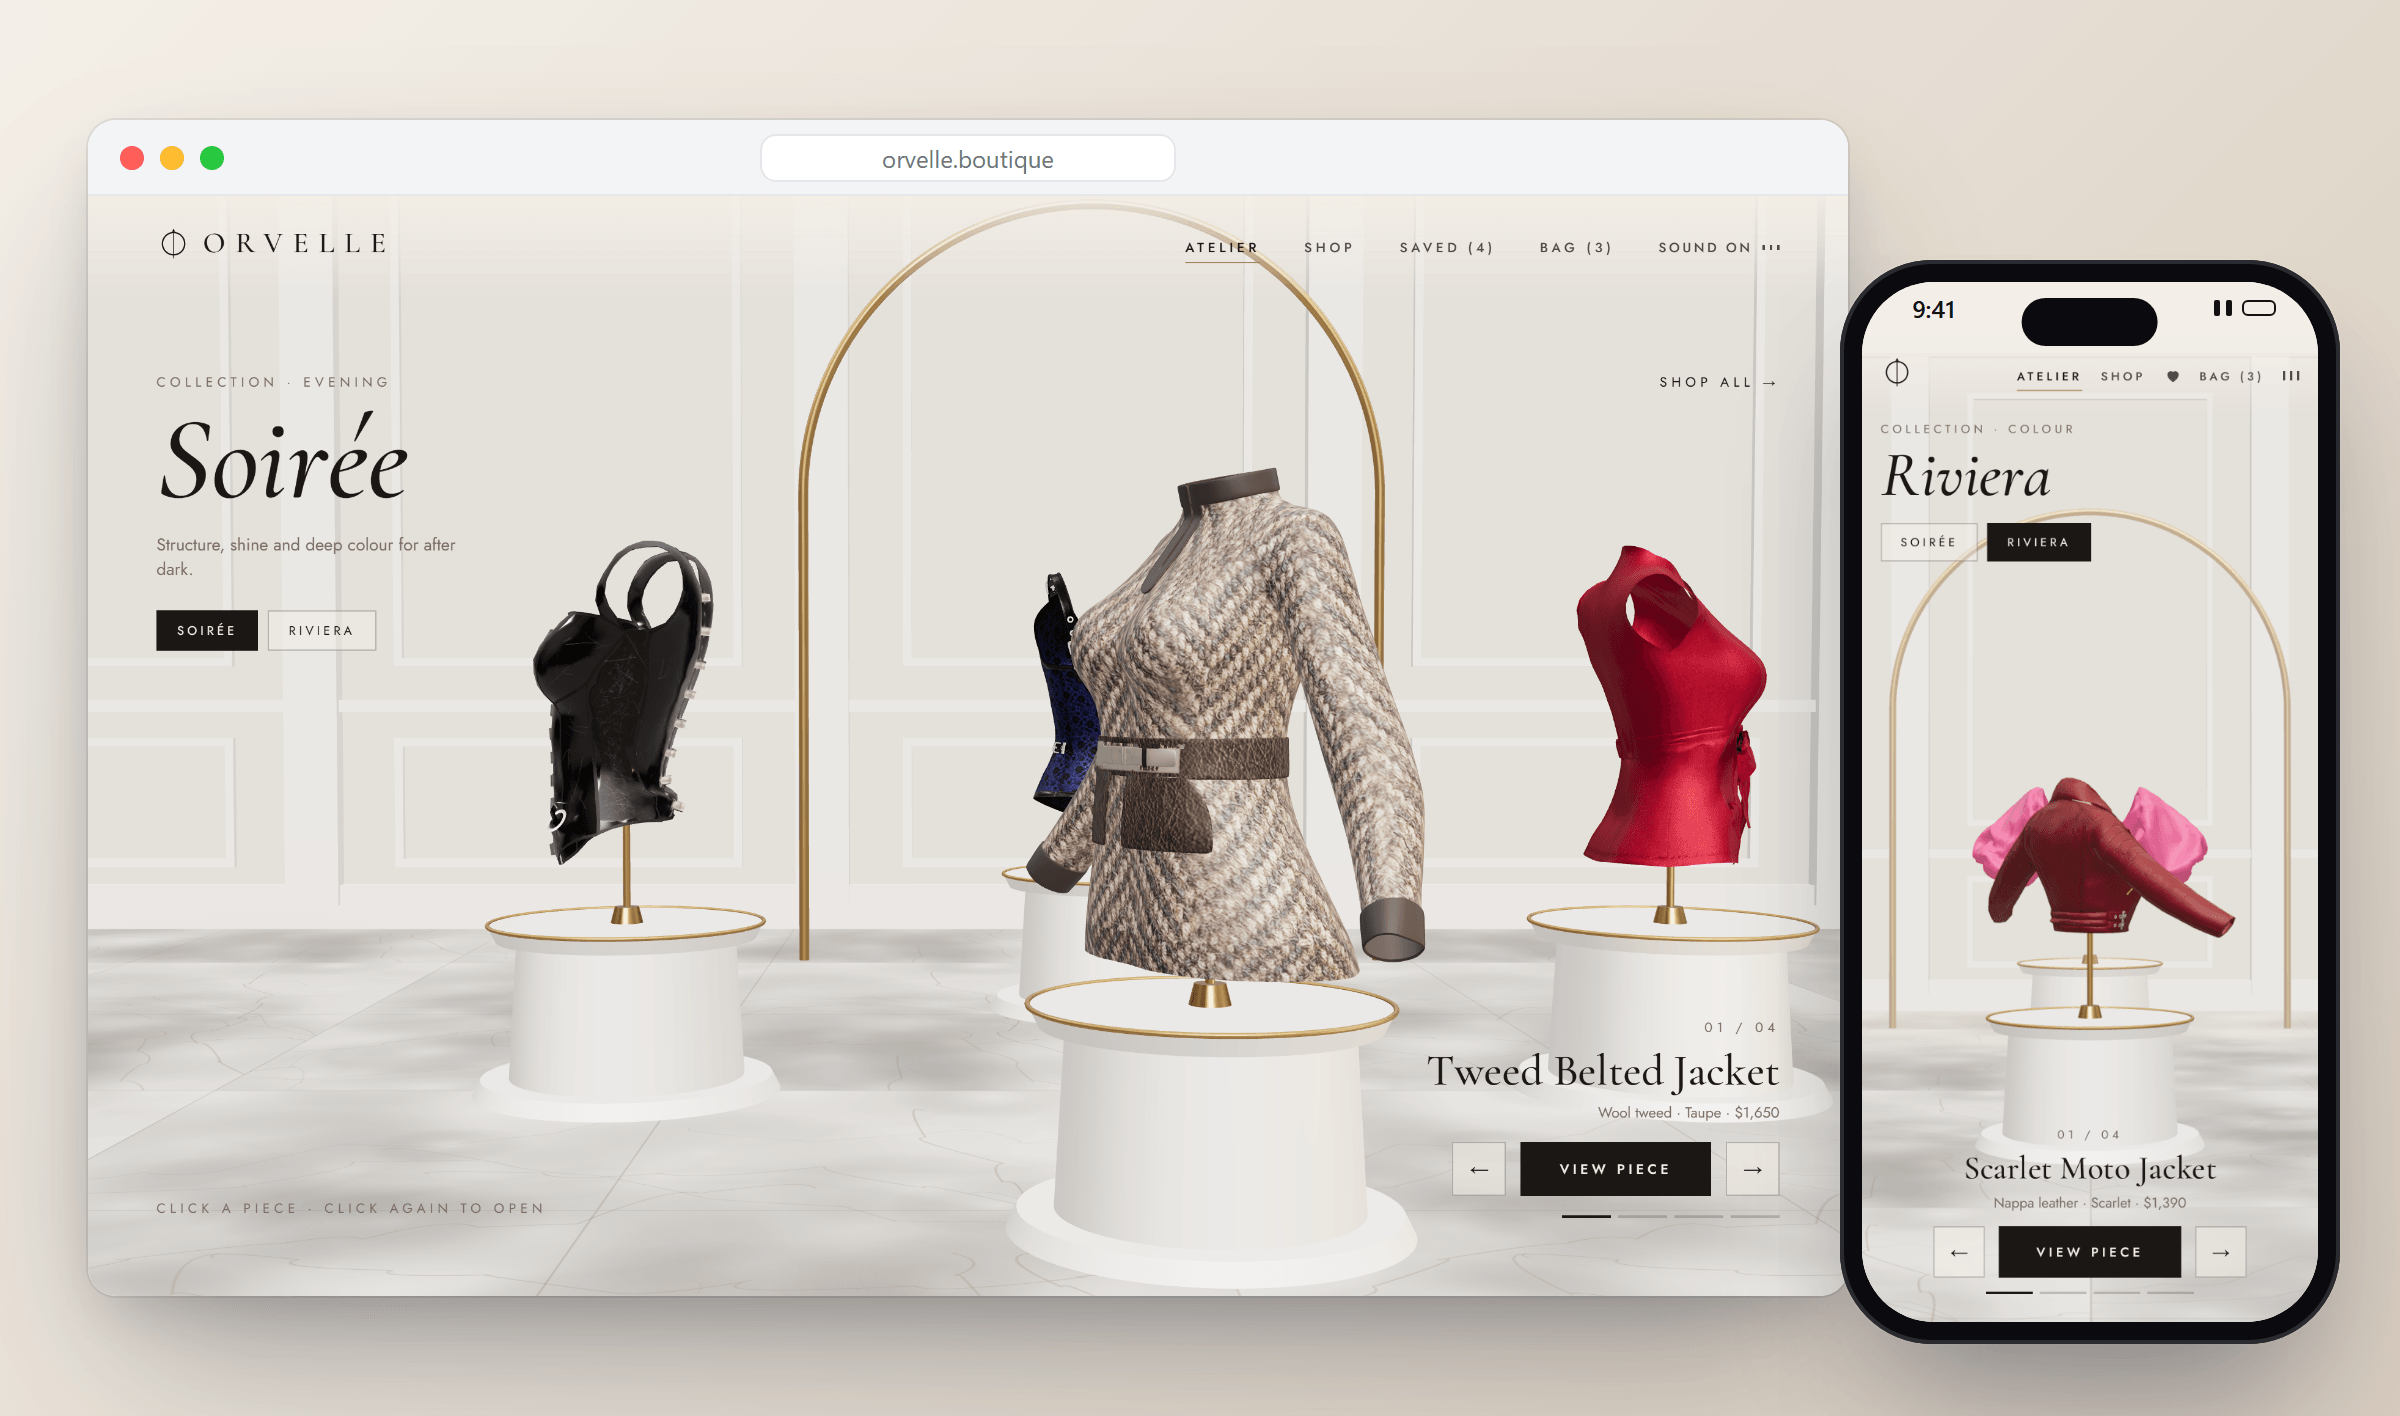 orvelle.boutique
ORVELLE
ATELIER
SHOP
SAVED (4)
BAG (3)
SOUND ON
COLLECTION · EVENING
SHOP ALL →
Soirée
Structure, shine and deep colour for after
dark.
SOIRÉE
RIVIERA
01 / 04
Tweed Belted Jacket
Wool tweed · Taupe · $1,650
← VIEW PIECE →
CLICK A PIECE · CLICK AGAIN TO OPEN
9:41
ATELIER
SHOP
BAG (3)
COLLECTION · COLOUR
Riviera
SOIRÉE
RIVIERA
01 / 04
Scarlet Moto Jacket
Nappa leather · Scarlet · $1,390
← VIEW PIECE →